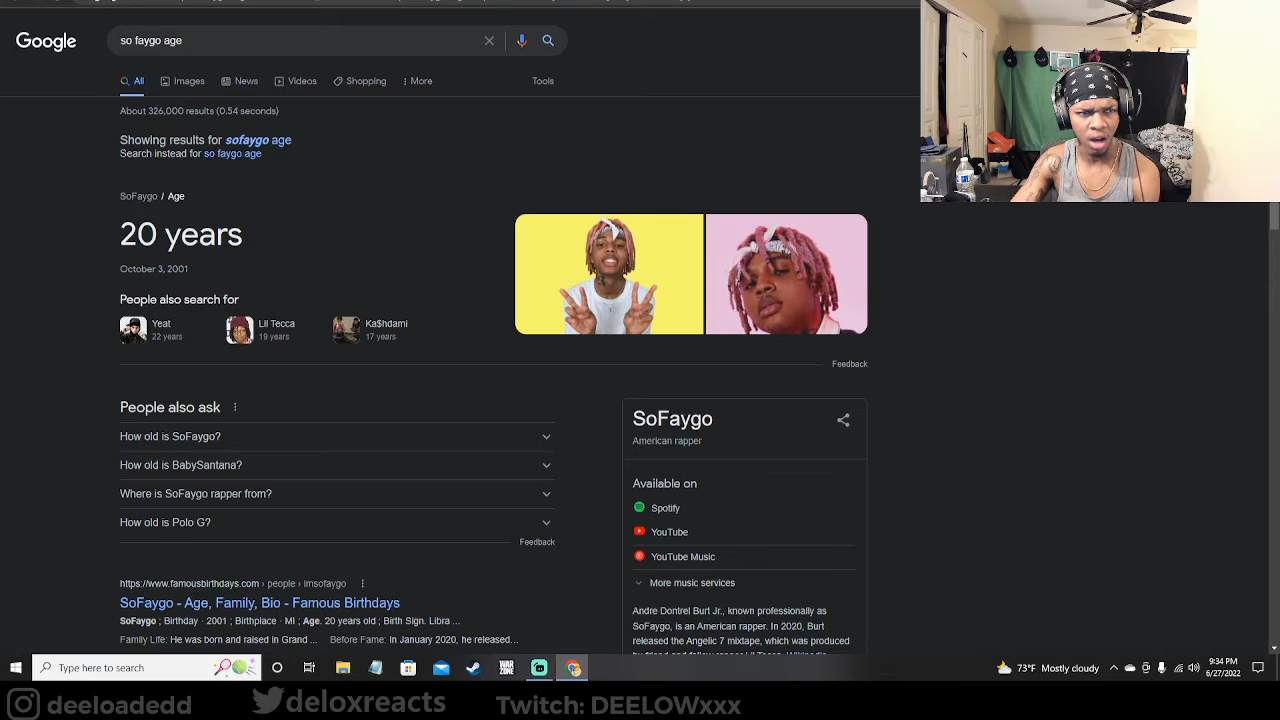 Google
so faygo age
All
Images
News
Videos
Shopping
More
Tools
About 326,000 results (0.54 seconds)
Showing results for sofaygo age
Search instead for so faygo age
SoFaygo / Age
20 years
October 3, 2001
People also search for
Yeat
22 years
Lil Tecca
19 years
Ka$hdami
17 years
Feedback
People also ask
How old is SoFaygo?
How old is BabySantana?
Where is SoFaygo rapper from?
How old is Polo G?
Feedback
https://www.famousbirthdays.com › people › imsofaygo
SoFaygo - Age, Family, Bio - Famous Birthdays
SoFaygo ; Birthday · 2001 ; Birthplace · MI ; Age. 20 years old ; Birth Sign. Libra ...
Family Life: He was born and raised in Grand ... Before Fame: In January 2020, he released...
SoFaygo
American rapper
Available on
Spotify
YouTube
YouTube Music
More music services
Andre Dontrel Burt Jr., known professionally as
SoFaygo, is an American rapper. In 2020, Burt
released the Angelic 7 mixtape, which was produced
Type here to search
WAR
ZONE
73°F Mostly cloudy
9:34 PM
6/27/2022
deeloadedd
deloxreacts
Twitch: DEELOWxxx